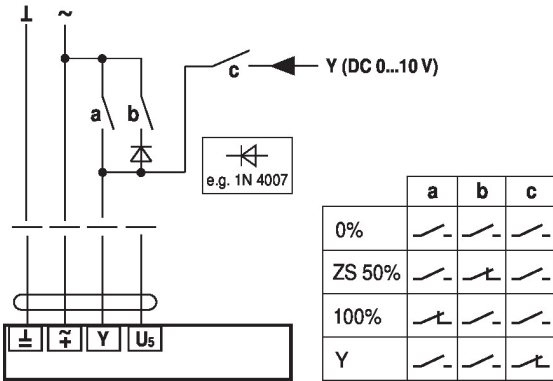 ⊥ ~
c Y (DC 0...10 V)
a b
e.g. 1N 4007
a b c
0%
ZS 50%
100%
Y
⊥ ~+ Y U5